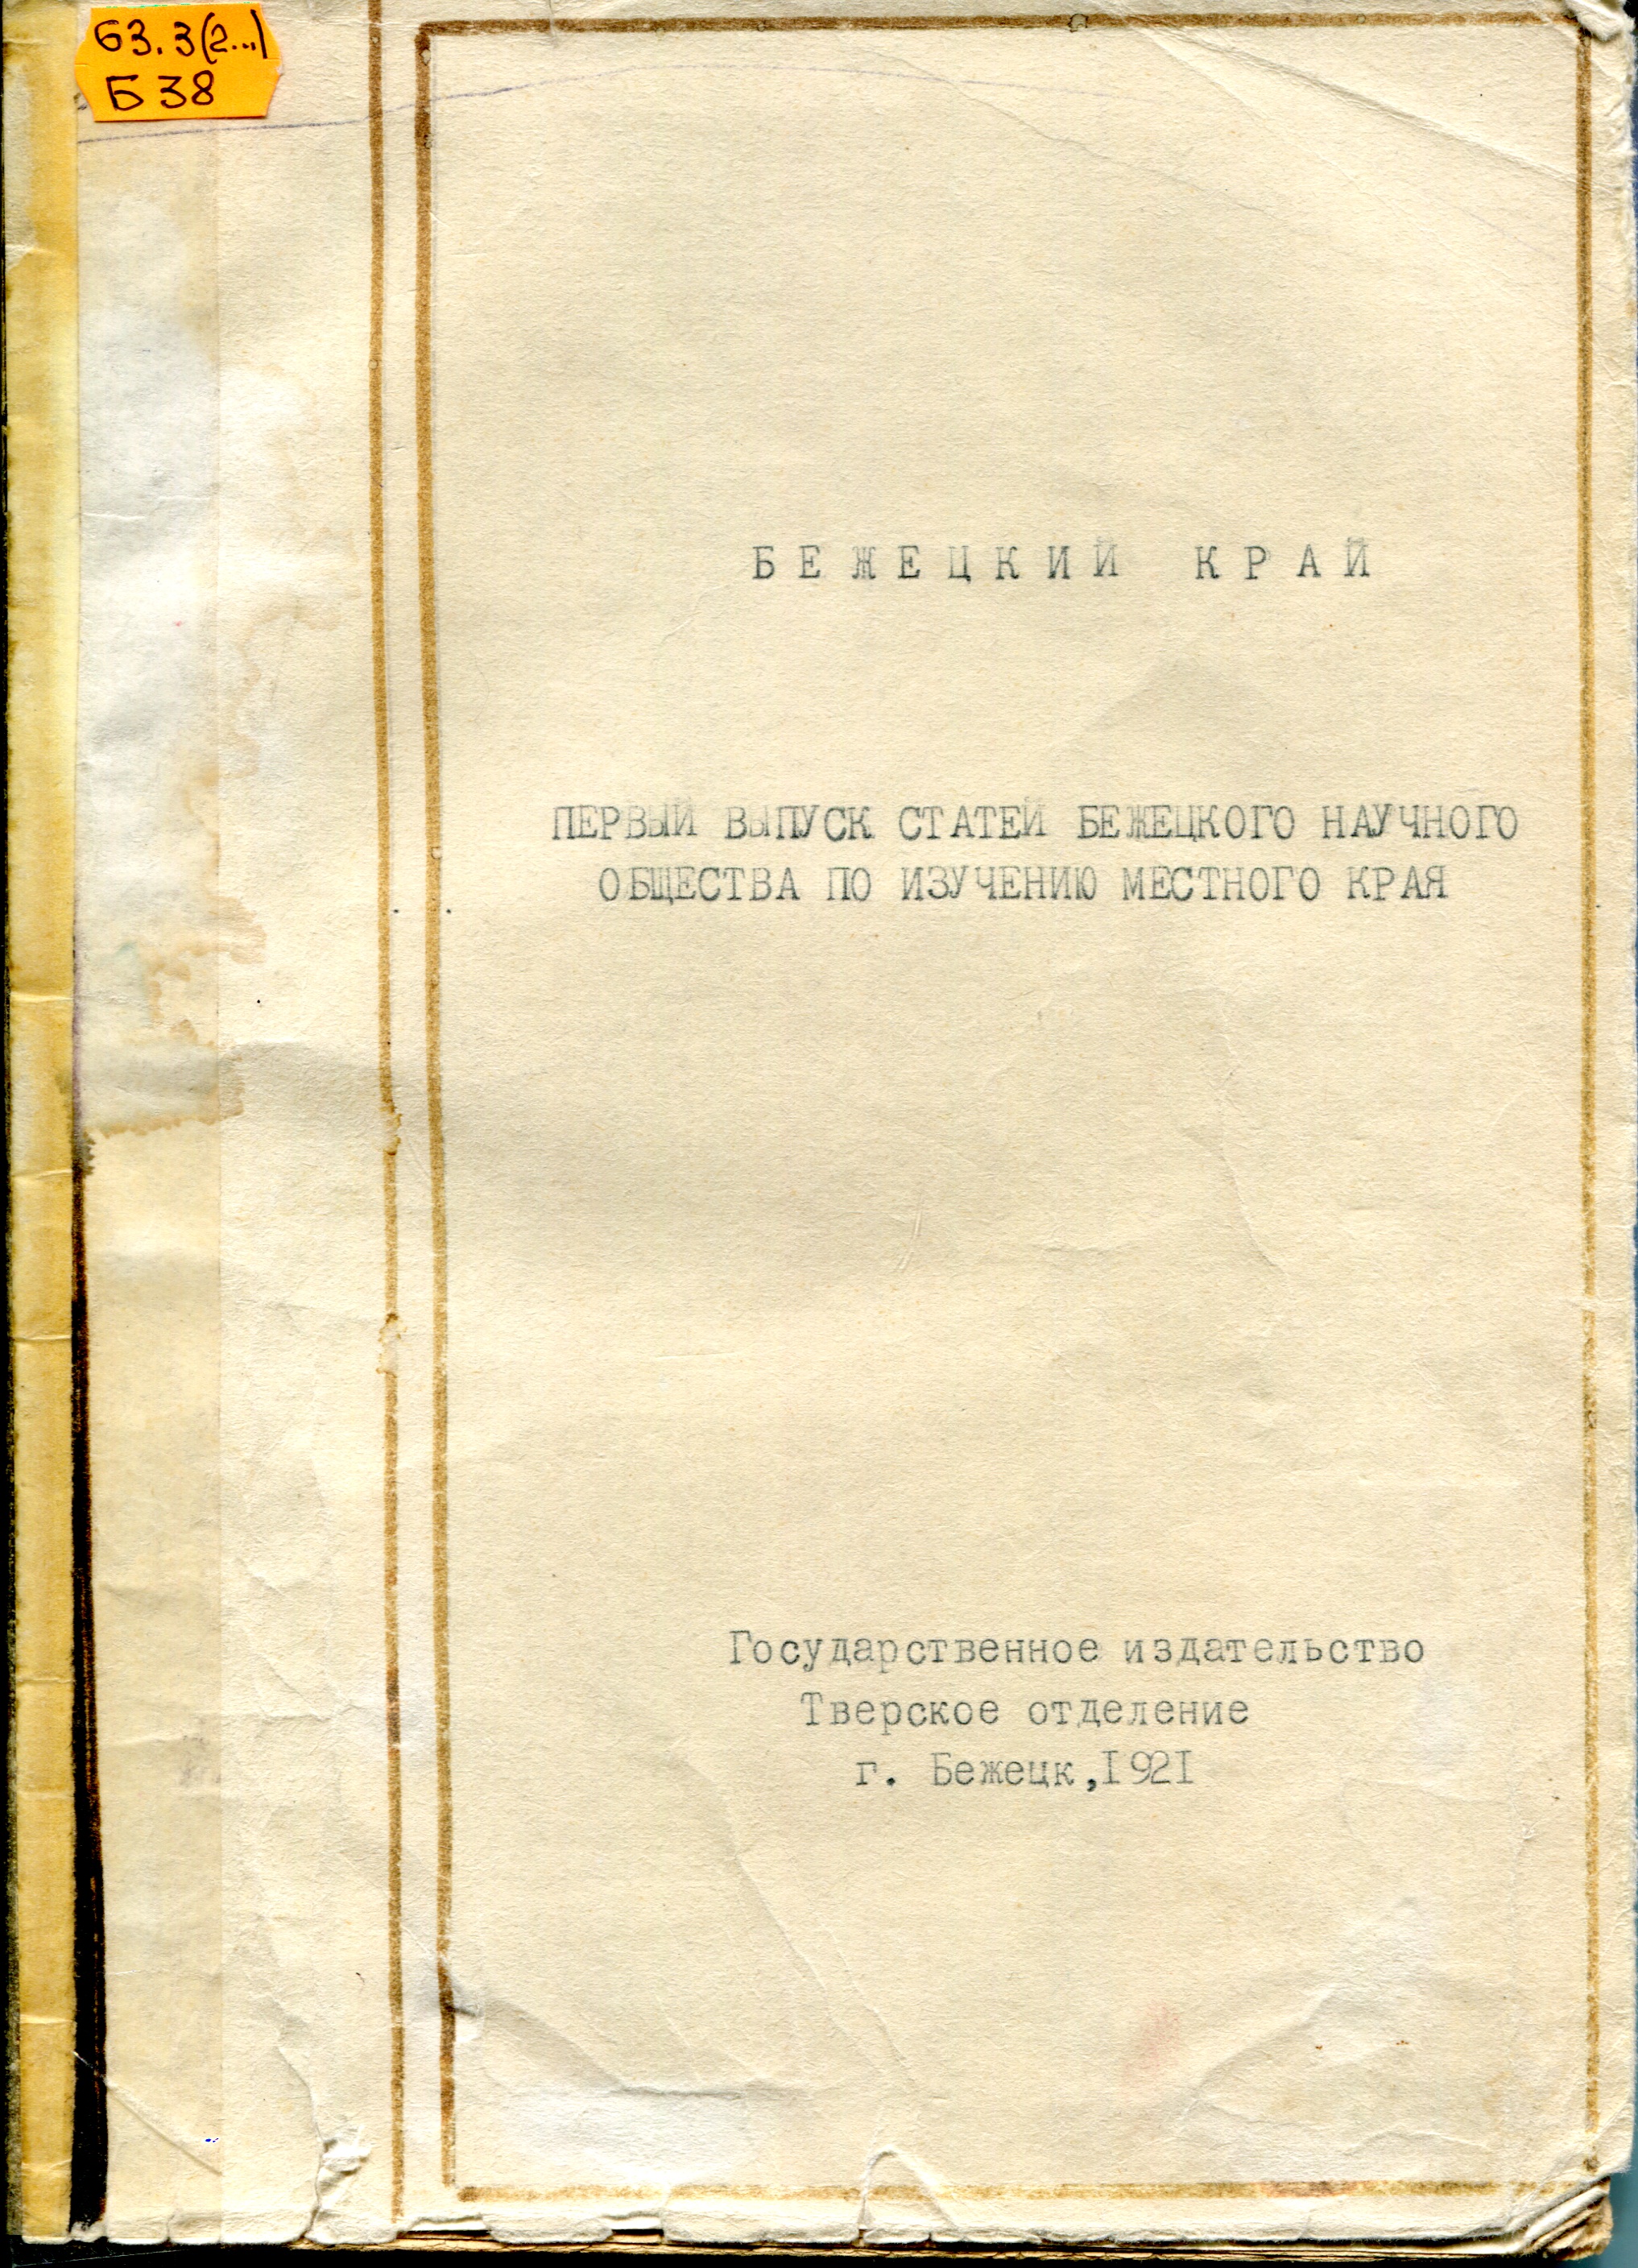 63.3(2...)
Б 38
БЕЖЕЦКИЙ КРАЙ
ПЕРВЫЙ ВЫПУСК СТАТЕЙ БЕЖЕЦКОГО НАУЧНОГО
ОБЩЕСТВА ПО ИЗУЧЕНИЮ МЕСТНОГО КРАЯ
Государственное издательство
Тверское отделение
г. Бежецк,I92I